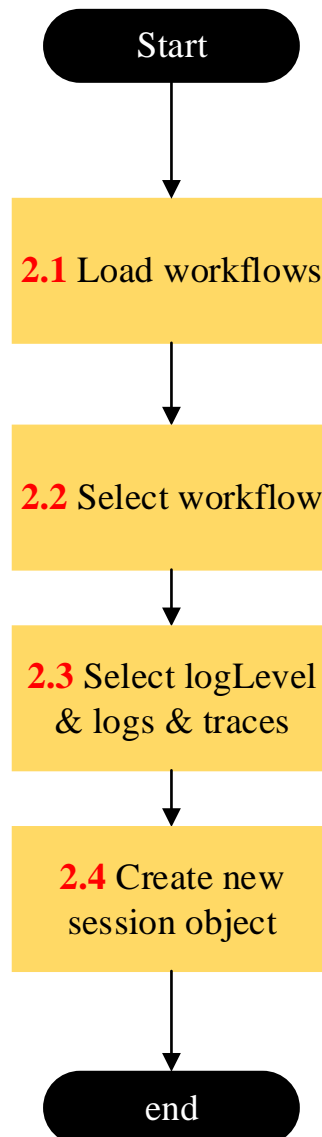 Start
2.1 Load workflows
2.2 Select workflow
2.3 Select logLevel
& logs & traces
2.4 Create new
session object
end